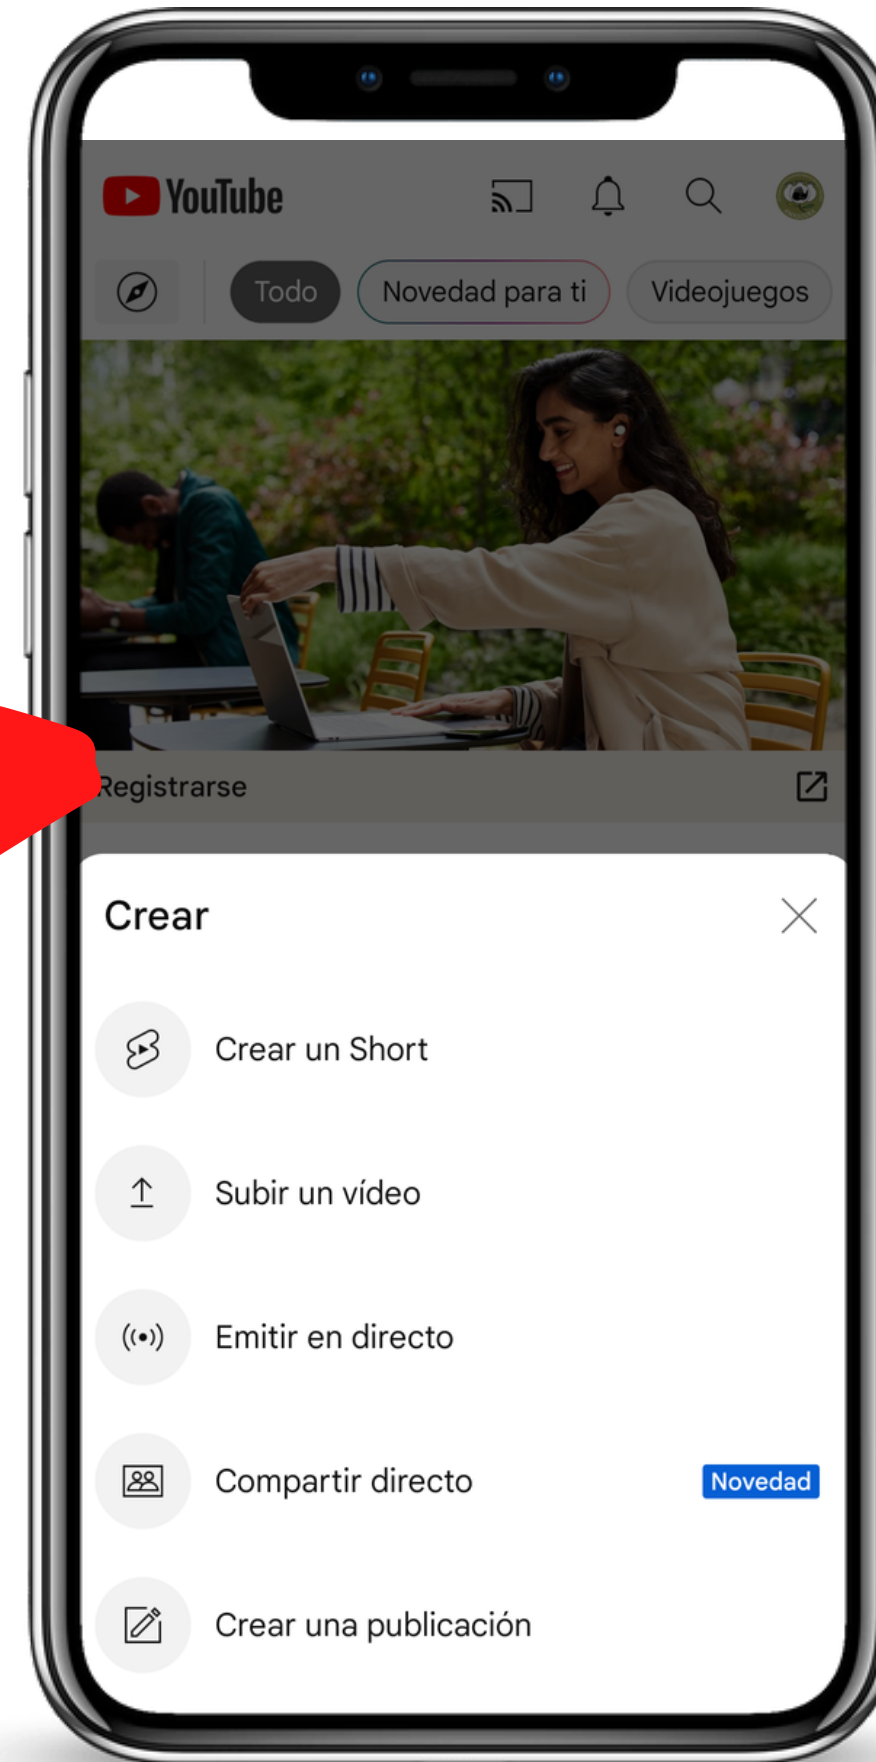 YouTube
Todo
Novedad para ti
Videojuegos
Registrarse
Crear
Crear un Short
Subir un vídeo
Emitir en directo
Compartir directo
Novedad
Crear una publicación